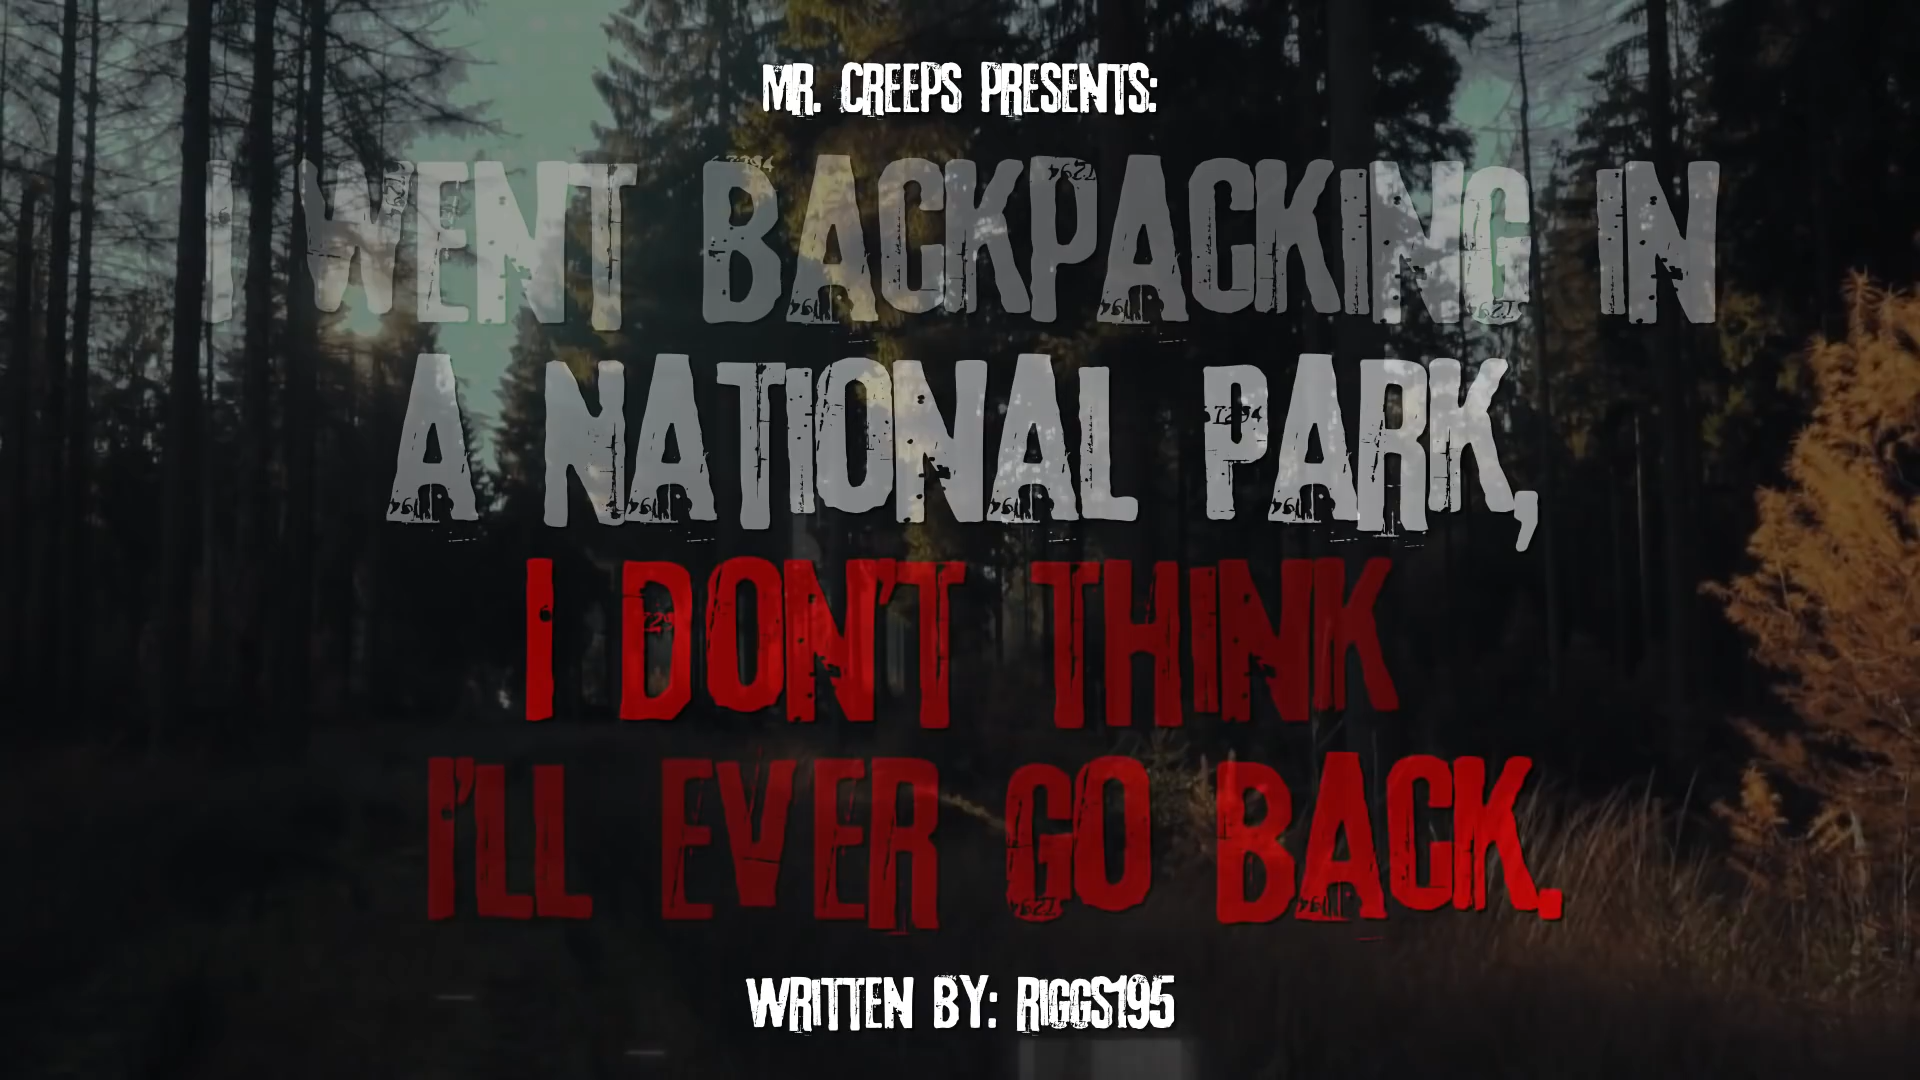 MR. CREEPS PRESENTS:
I WENT BACKPACKING IN
A NATIONAL PARK,
I DON'T THINK
I'LL EVER GO BACK.
WRITTEN BY: RIGGS195